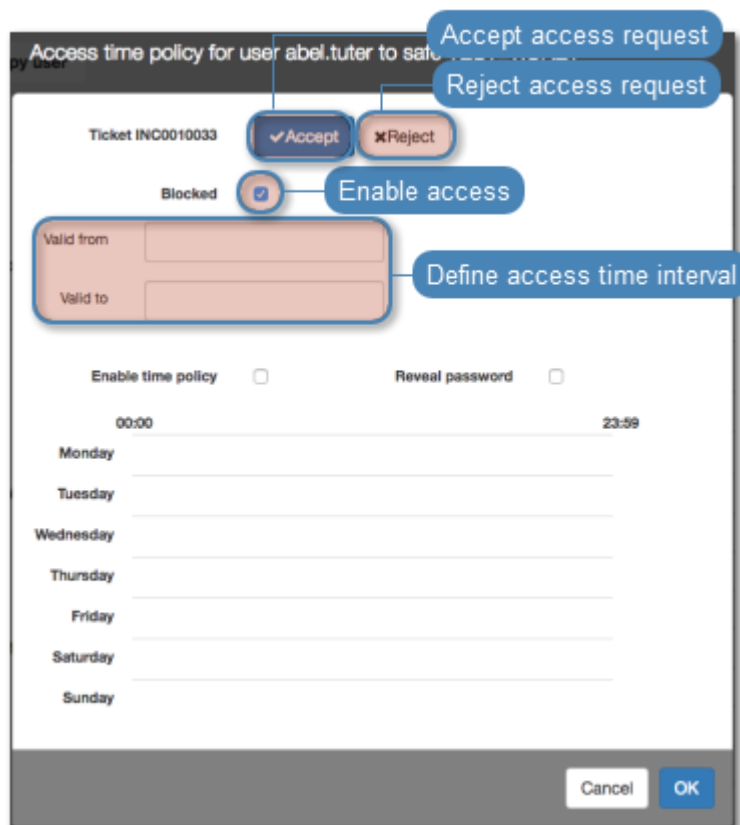 Accept access request
Access time policy for user abel.tuter to
py user
Reject access request
Ticket INC0010033
✔Accept
✖Reject
Blocked
Enable access
Valid from
Define access time interval
Valid to
Enable time policy
Reveal password
00:00
23:59
Monday
Tuesday
Wednesday
Thursday
Friday
Saturday
Sunday
Cancel
OK